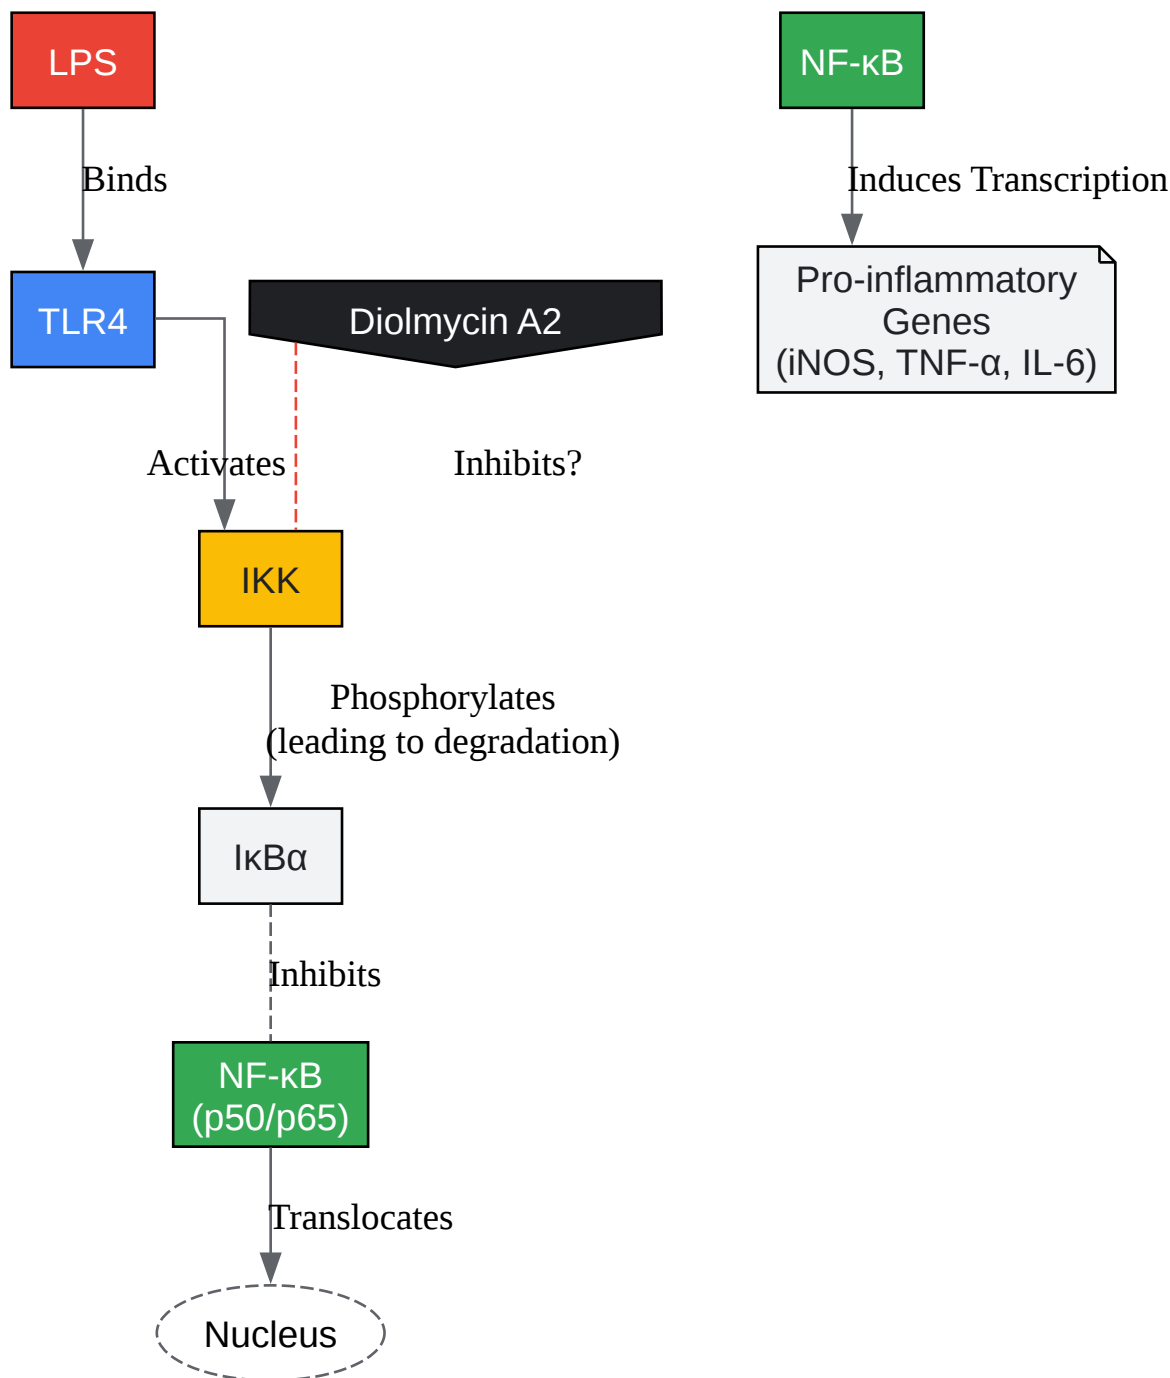 LPS
NF-κB
Binds
Induces Transcription
TLR4
Diolmycin A2
Pro-inflammatory
Genes
(iNOS, TNF-α, IL-6)
Activates
Inhibits?
IKK
Phosphorylates
(leading to degradation)
IκBα
Inhibits
NF-κB
(p50/p65)
Translocates
Nucleus